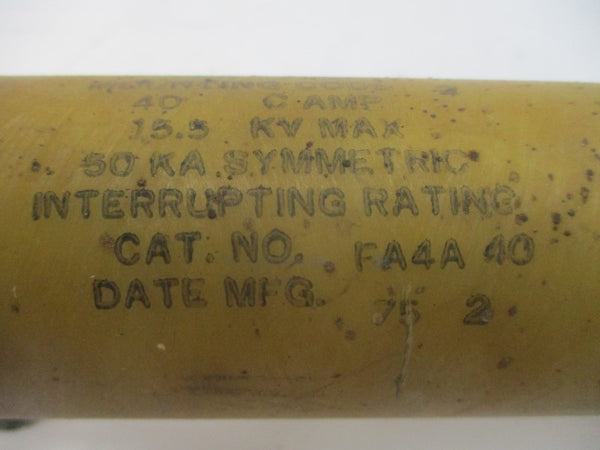 40 C AMP
15.5 KV MAX
50 KA SYMMETRIC
INTERRUPTING RATING
CAT. NO. FA4A 40
DATE MFG. 75 2